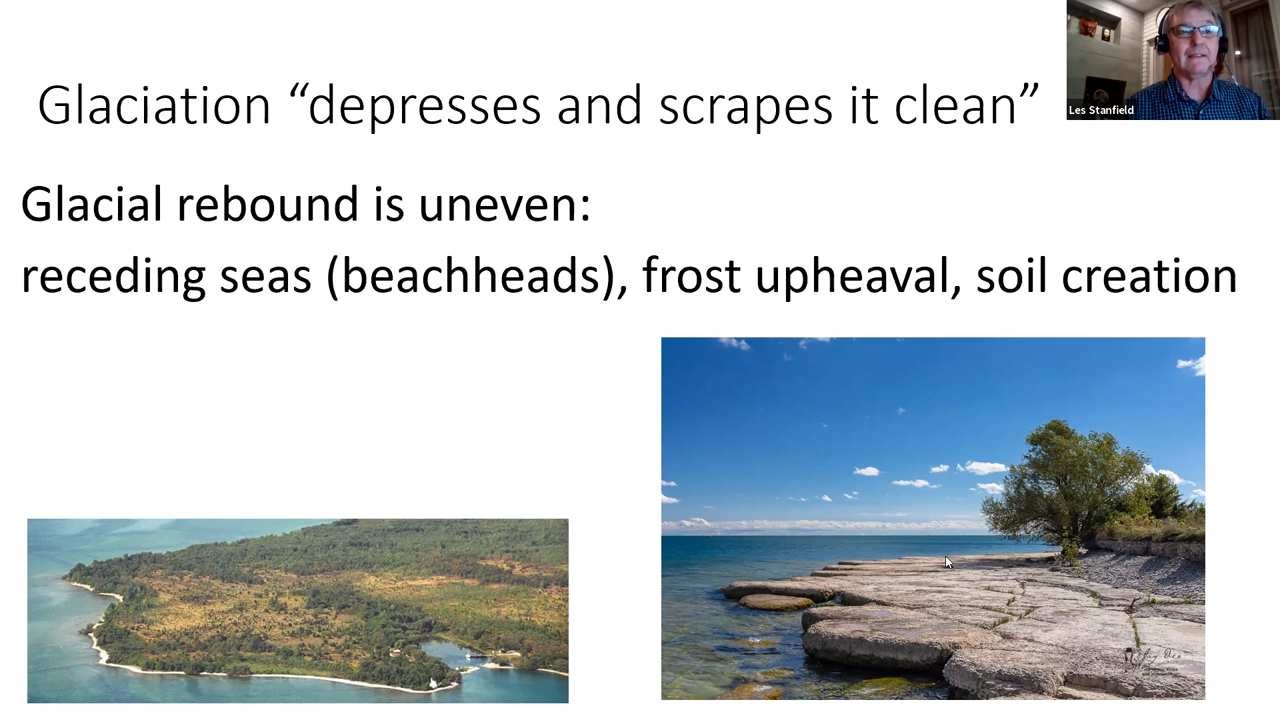 Glaciation “depresses and scrapes it clean”
Les Stanfield
Glacial rebound is uneven:
receding seas (beachheads), frost upheaval, soil creation